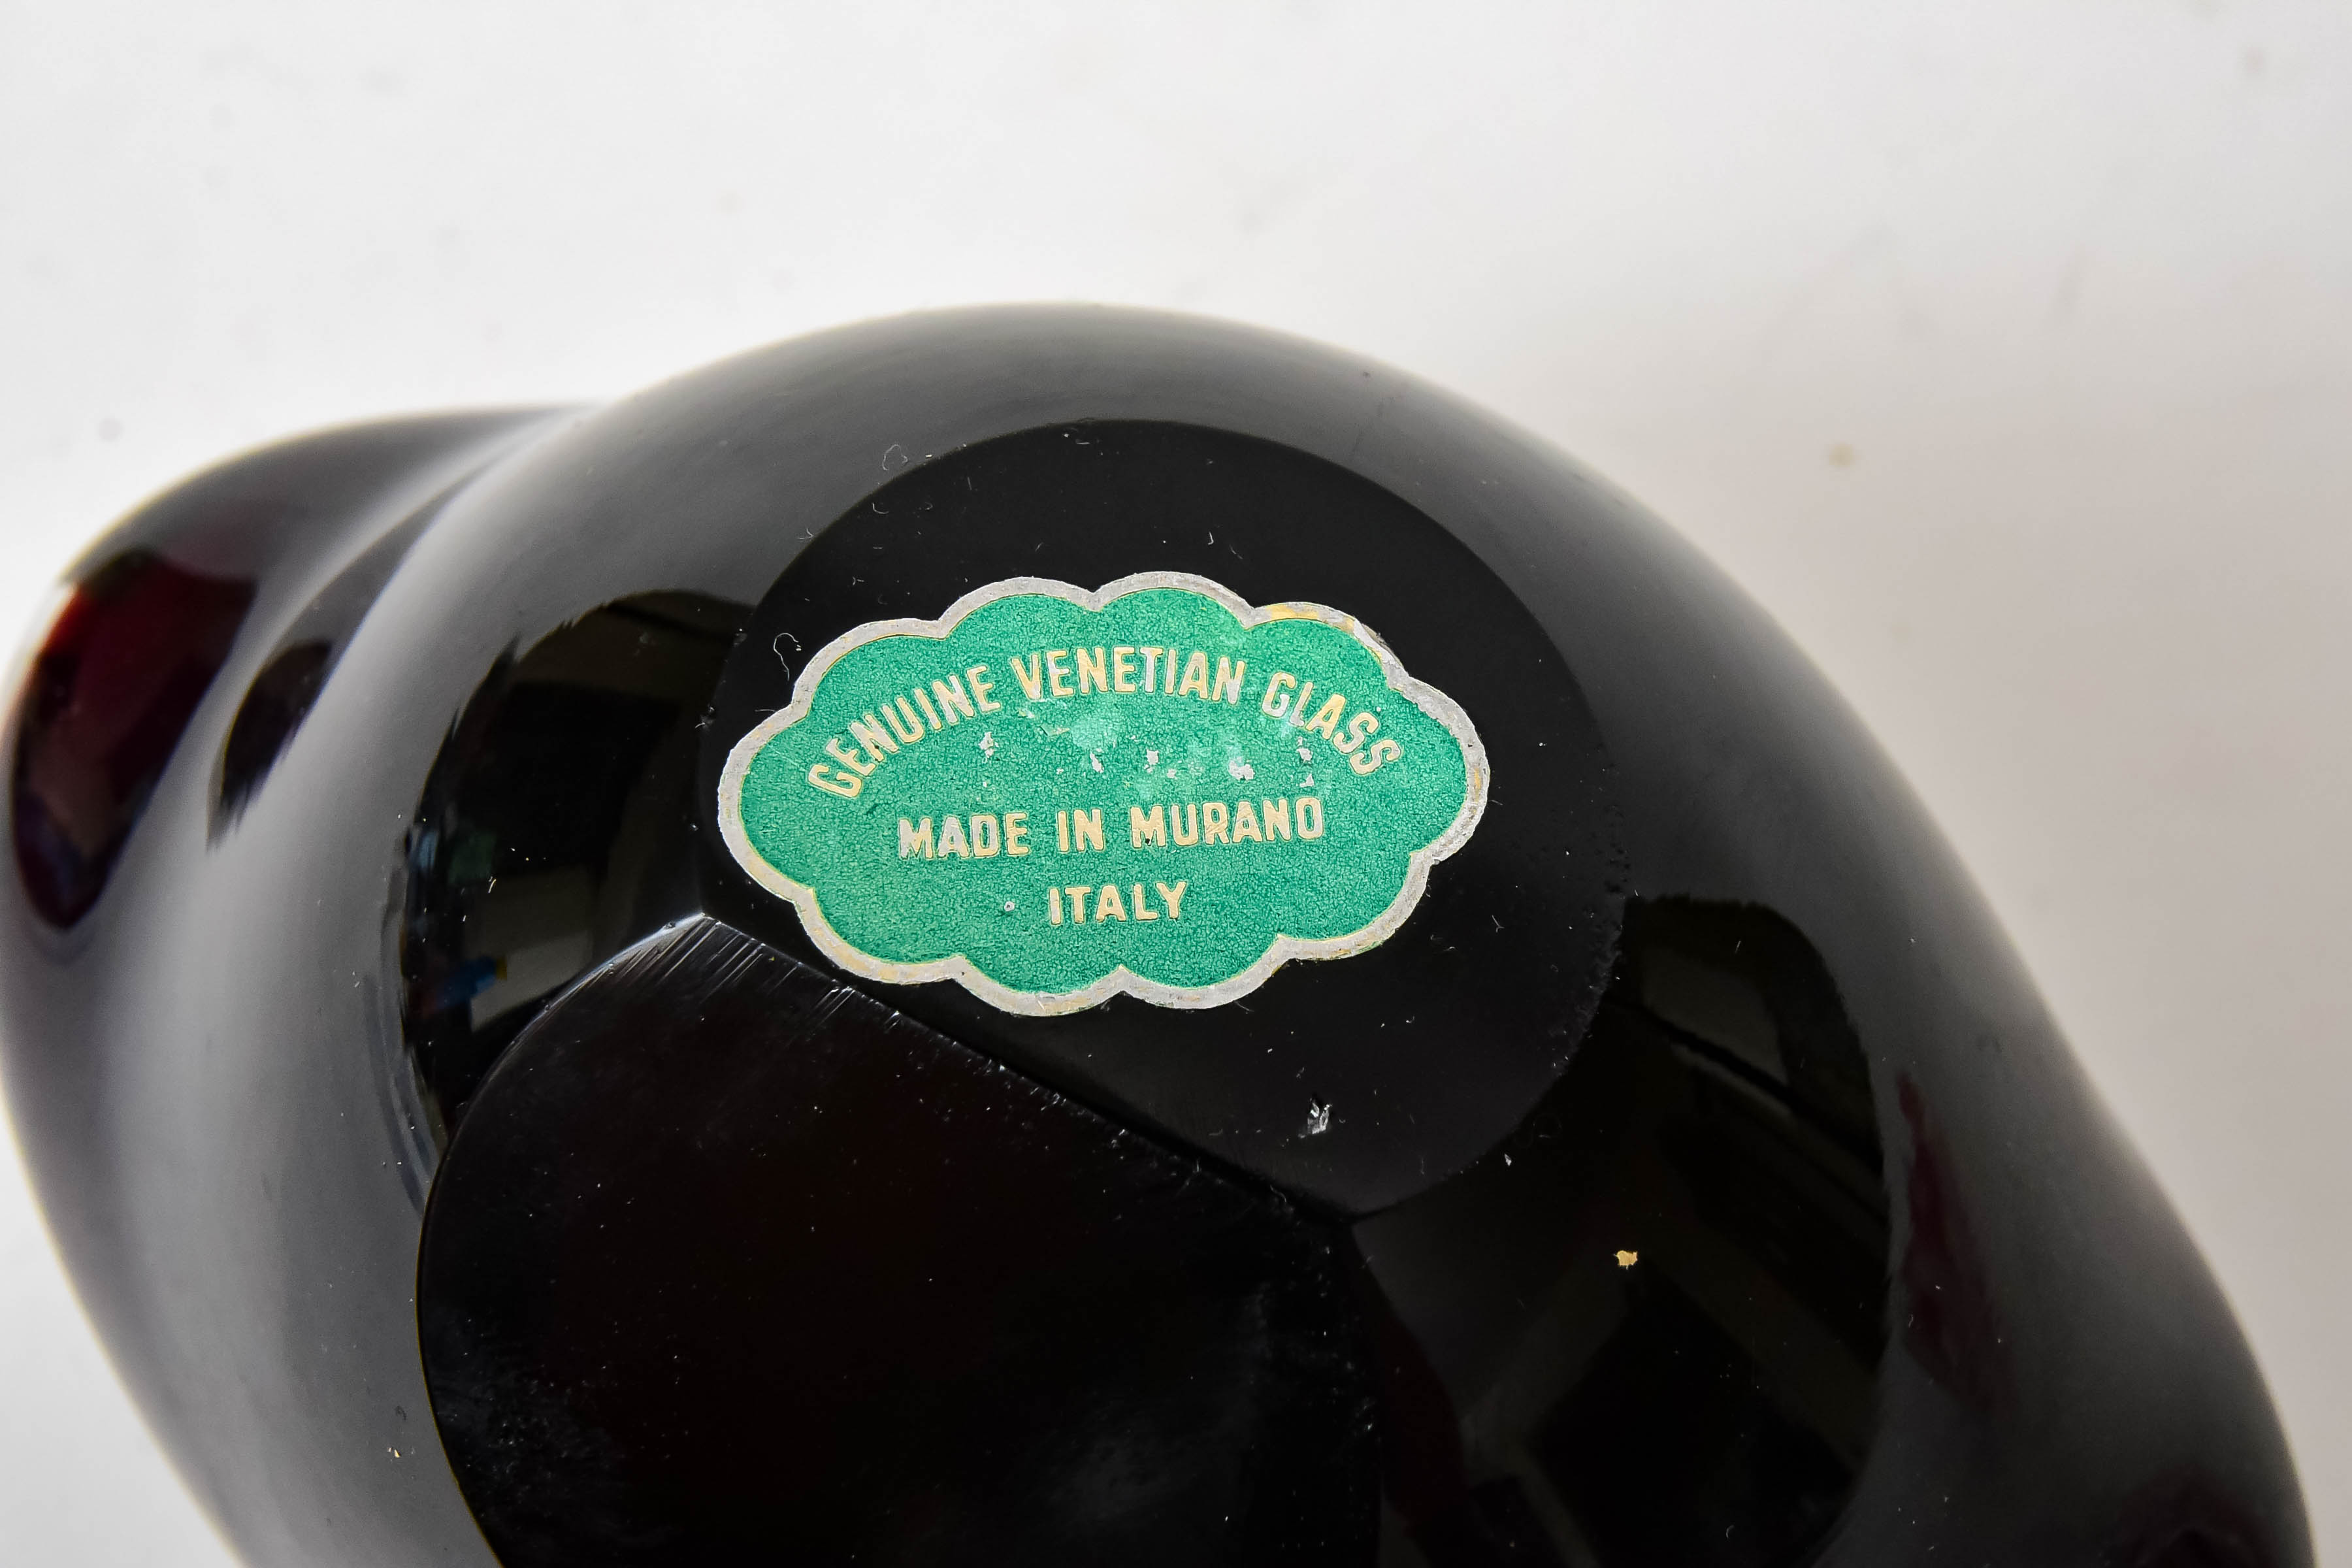 GENUINE VENETIAN GLASS
MADE IN MURANO
ITALY